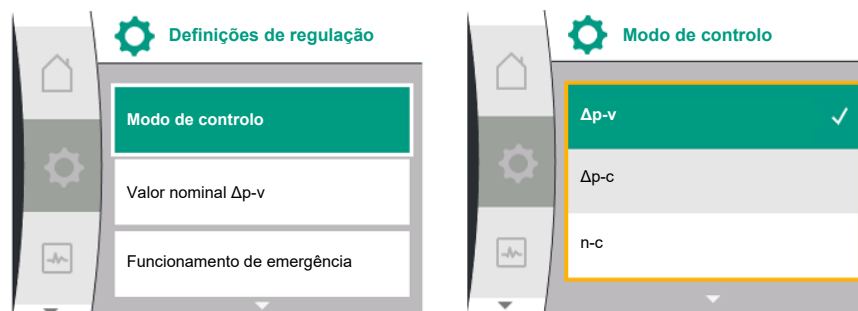 Definições de regulação
Modo de controlo
Valor nominal Δp-v
Funcionamento de emergência
Modo de controlo
Δp-v
Δp-c
n-c